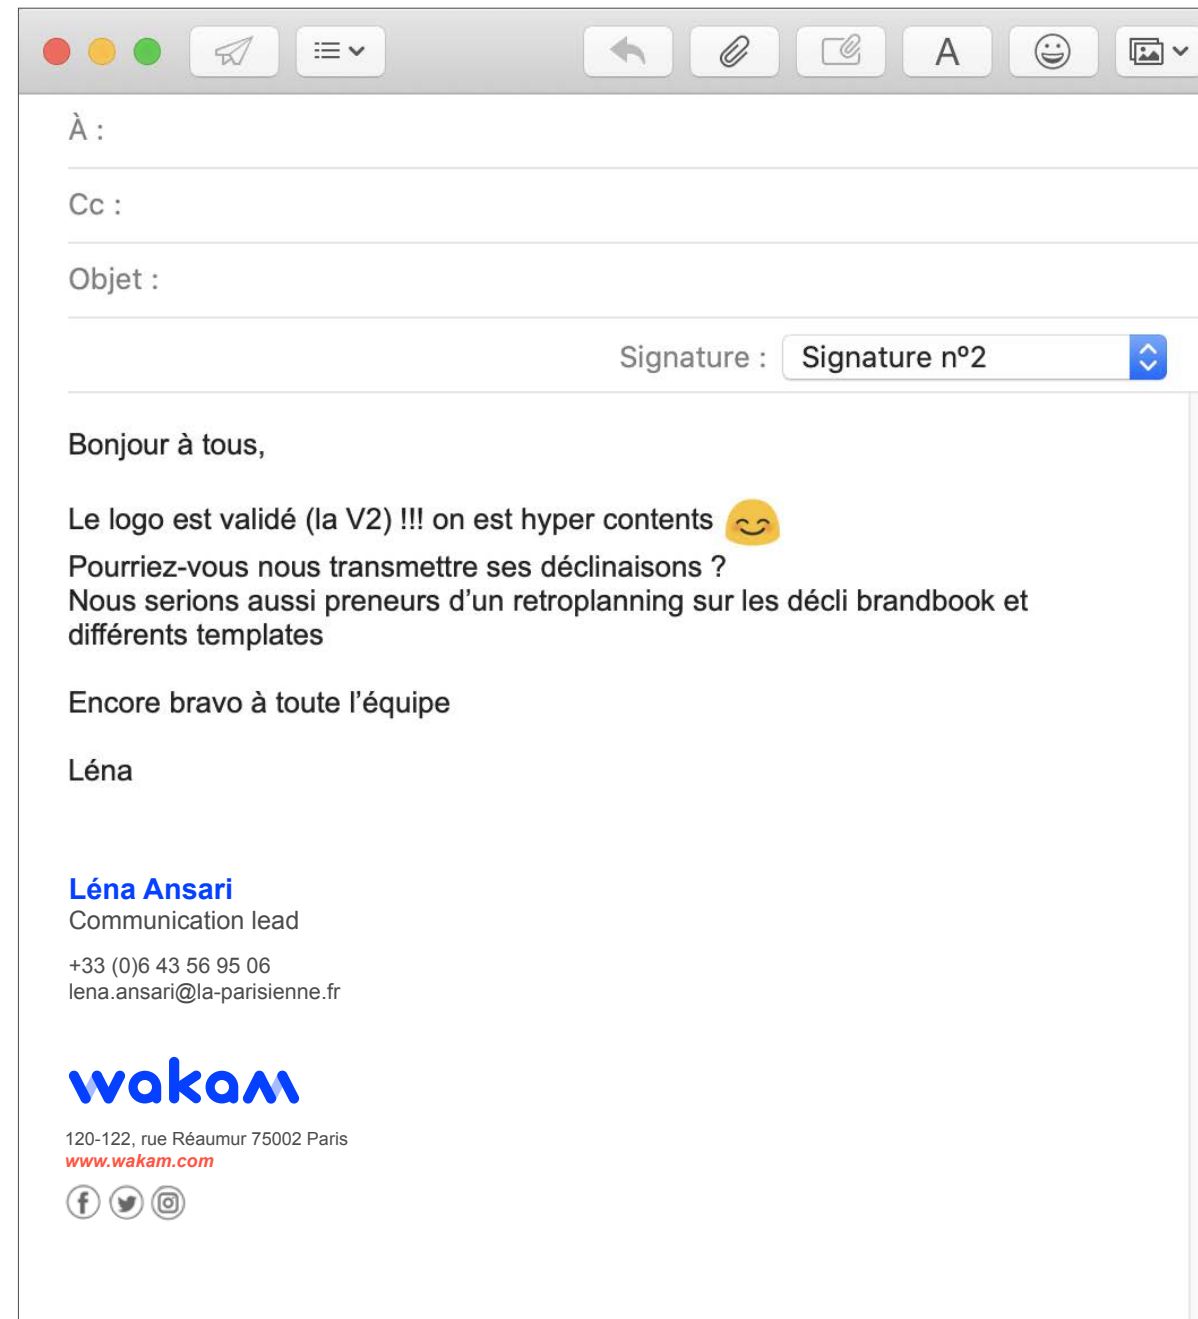 À :
Cc :
Objet :
Signature : Signature nº2
Bonjour à tous,
Le logo est validé (la V2) !!! on est hyper contents 😊
Pourriez-vous nous transmettre ses déclinaisons ?
Nous serions aussi preneurs d’un retroplanning sur les décli brandbook et
différents templates
Encore bravo à toute l’équipe
Léna
Léna Ansari
Communication lead
+33 (0)6 43 56 95 06
lena.ansari@la-parisienne.fr
wakam
120-122, rue Réaumur 75002 Paris
www.wakam.com